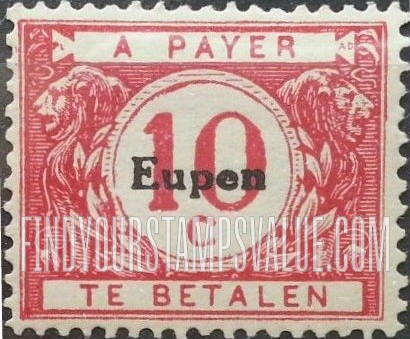 A PAYER
10
Eupen
C
FINDYOURSTAMPSVALUE.COM
TE BETALEN